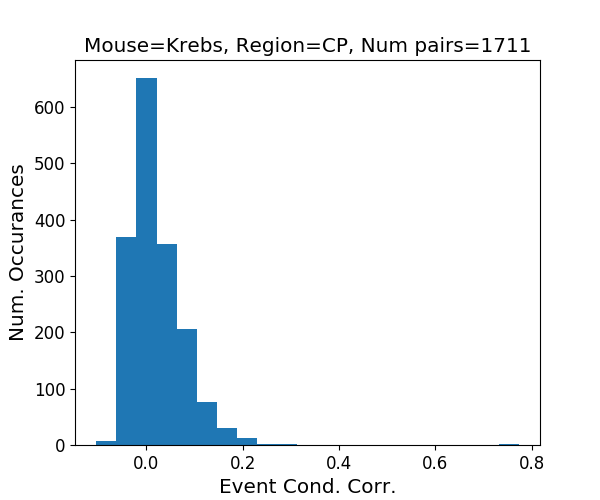 Mouse=Krebs, Region=CP, Num pairs=1711
Num. Occurances
600
500
400
300
200
100
0
0.0 0.2 0.4 0.6 0.8
Event Cond. Corr.